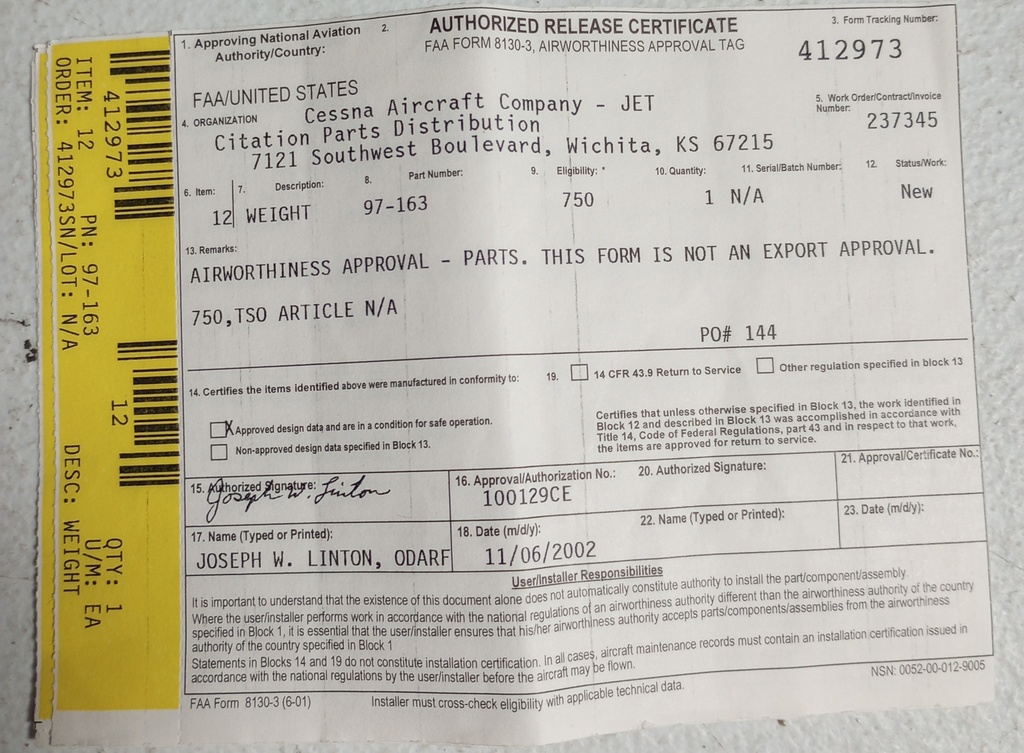 1. Approving National Aviation Authority/Country:
2.
AUTHORIZED RELEASE CERTIFICATE
FAA FORM 8130-3, AIRWORTHINESS APPROVAL TAG
3. Form Tracking Number:
412973
FAA/UNITED STATES
4. ORGANIZATION
Cessna Aircraft Company - JET
Citation Parts Distribution
7121 Southwest Boulevard, Wichita, KS 67215
5. Work Order/Contract/Invoice Number:
237345
6. Item:
12
7. Description:
WEIGHT
8. Part Number:
97-163
9. Eligibility: *
750
10. Quantity:
1
11. Serial/Batch Number:
N/A
12. Status/Work:
New
13. Remarks:
AIRWORTHINESS APPROVAL - PARTS. THIS FORM IS NOT AN EXPORT APPROVAL.
750,TSO ARTICLE N/A
PO# 144
14. Certifies the items identified above were manufactured in conformity to:
X Approved design data and are in a condition for safe operation.
Non-approved design data specified in Block 13.
19. 14 CFR 43.9 Return to Service
Other regulation specified in block 13
Certifies that unless otherwise specified in Block 13, the work identified in
Block 12 and described in Block 13 was accomplished in accordance with
Title 14, Code of Federal Regulations, part 43 and in respect to that work,
the items are approved for return to service.
15. Authorized Signature:
Joseph W. Linton
16. Approval/Authorization No.:
100129CE
20. Authorized Signature:
21. Approval/Certificate No.:
17. Name (Typed or Printed):
JOSEPH W. LINTON, ODARF
18. Date (m/d/y):
11/06/2002
22. Name (Typed or Printed):
23. Date (m/d/y):
User/Installer Responsibilities
It is important to understand that the existence of this document alone does not automatically constitute authority to install the part/component/assembly
Where the user/installer performs work in accordance with the national regulations of an airworthiness authority different than the airworthiness authority of the country
specified in Block 1, it is essential that the user/installer ensures that his/her airworthiness authority accepts parts/components/assemblies from the airworthiness
authority of the country specified in Block 1
Statements in Blocks 14 and 19 do not constitute installation certification. In all cases, aircraft maintenance records must contain an installation certification issued in
accordance with the national regulations by the user/installer before the aircraft may be flown.
FAA Form 8130-3 (6-01)
Installer must cross-check eligibility with applicable technical data.
NSN: 0052-00-012-9005
412973
12
ITEM: 12
PN: 97-163
QTY: 1
U/M: EA
ORDER: 412973
SN/LOT: N/A
DESC: WEIGHT